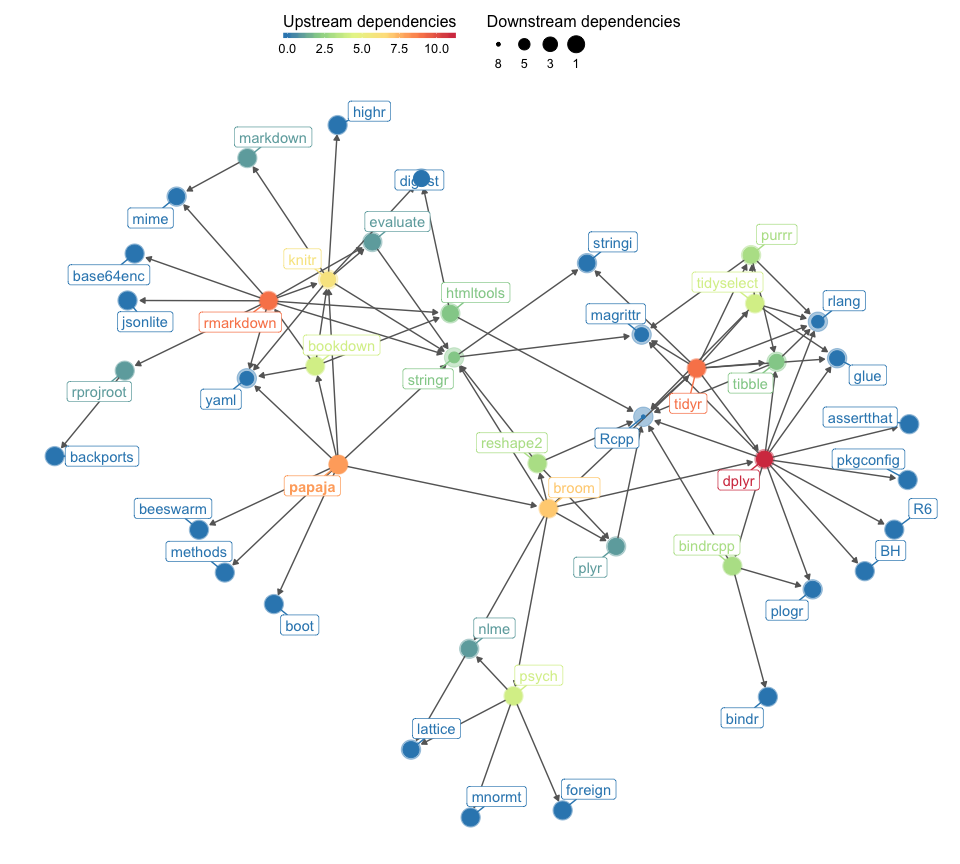 Upstream dependencies
Downstream dependencies
0.0 2.5 5.0 7.5 10.0
8 5 3 1
highr
markdown
digest
mime
evaluate
purrr
stringi
knitr
base64enc
tidyselect
htmltools
rlang
magrittr
jsonlite
rmarkdown
bookdown
glue
stringr
tibble
rprojroot
yaml
tidyr
assertthat
Rcpp
reshape2
backports
pkgconfig
dplyr
papaja
broom
beeswarm
R6
bindrcpp
methods
BH
plyr
plogr
boot
nlme
psych
bindr
lattice
foreign
mnormt